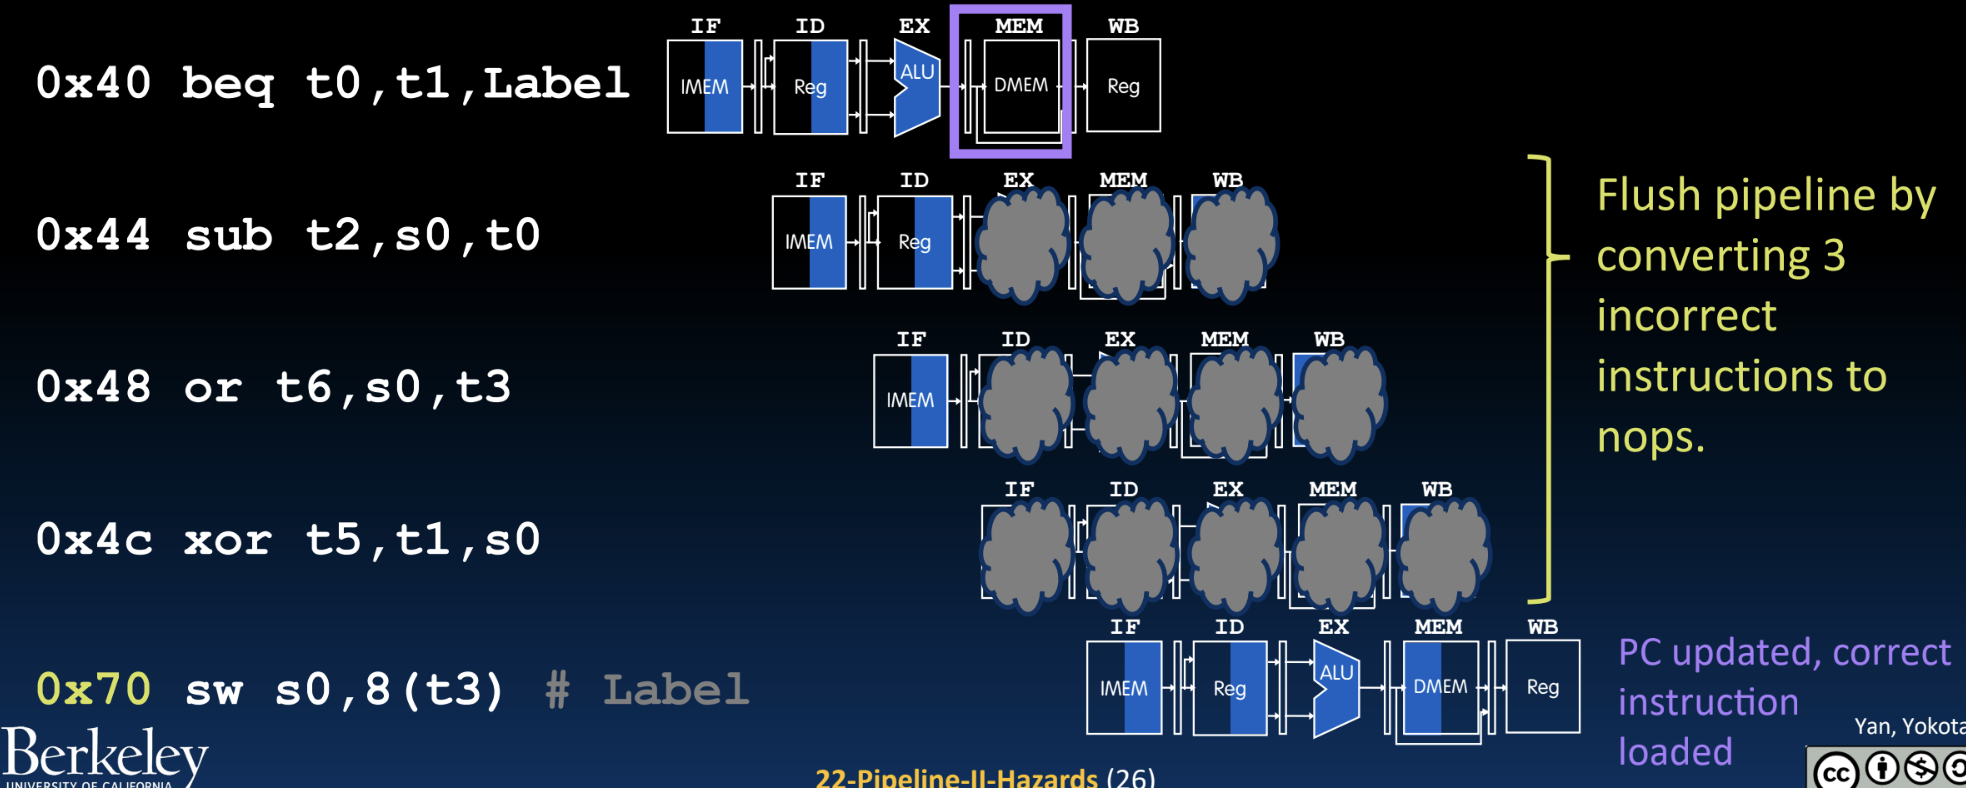 IF ID EX MEM WB
0x40 beq t0,t1,Label IMEM Reg ALU DMEM Reg
IF ID EX MEM WB
0x44 sub t2,s0,t0 IMEM Reg
IF ID EX MEM WB
0x48 or t6,s0,t3 IMEM
IF ID EX MEM WB
0x4c xor t5,t1,s0
Flush pipeline by
converting 3
incorrect
instructions to
nops.
IF ID EX MEM WB
0x70 sw s0,8(t3) # Label IMEM Reg ALU DMEM Reg
PC updated, correct
instruction
loaded
Yan, Yokota
Berkeley
UNIVERSITY OF CALIFORNIA
22-Pipeline-II-Hazards (26)
cc